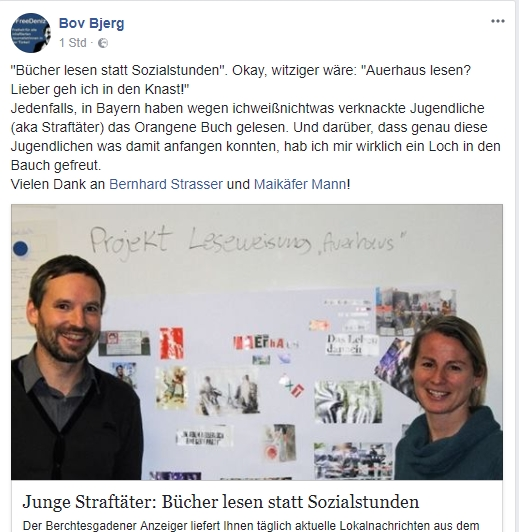 #FreeDeniz
Bov Bjerg
1 Std ·
"Bücher lesen statt Sozialstunden". Okay, witziger wäre: "Auerhaus lesen?
Lieber geh ich in den Knast!"
Jedenfalls, in Bayern haben wegen ichweißnichtwas verknackte Jugendliche
(aka Straftäter) das Orangene Buch gelesen. Und darüber, dass genau diese
Jugendlichen was damit anfangen konnten, hab ich mir wirklich ein Loch in den
Bauch gefreut.
Vielen Dank an Bernhard Strasser und Maikäfer Mann!
Projekt Leseweisung „Auerhaus"
Das Leben
danach
Junge Straftäter: Bücher lesen statt Sozialstunden
Der Berchtesgadener Anzeiger liefert Ihnen täglich aktuelle Lokalnachrichten aus dem